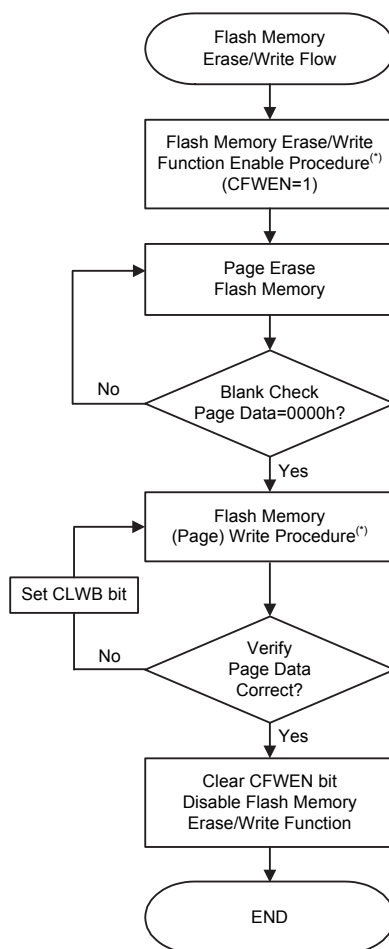 Flash Memory
Erase/Write Flow
Flash Memory Erase/Write
Function Enable Procedure(*)
(CFWEN=1)
Page Erase
Flash Memory
No
Blank Check
Page Data=0000h?
Yes
Flash Memory
(Page) Write Procedure(*)
Set CLWB bit
No
Verify
Page Data
Correct?
Yes
Clear CFWEN bit
Disable Flash Memory
Erase/Write Function
END